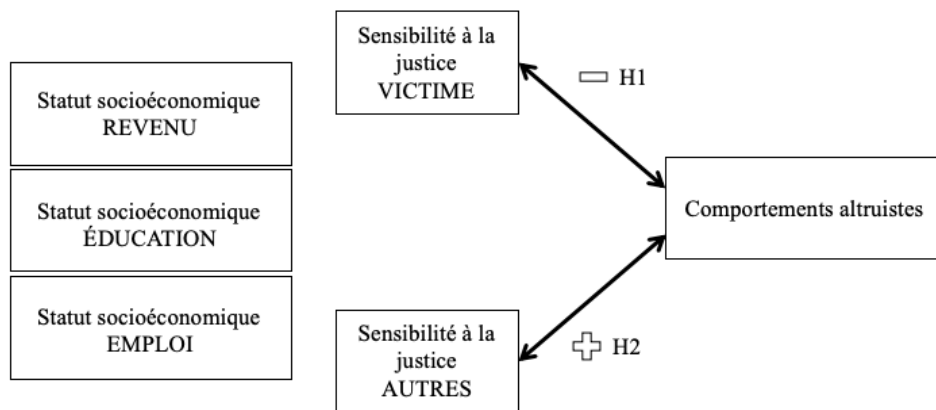 Statut socioéconomique
REVENU
Statut socioéconomique
ÉDUCATION
Statut socioéconomique
EMPLOI
Sensibilité à la
justice
VICTIME
H1
Comportements altruistes
Sensibilité à la
justice
AUTRES
H2